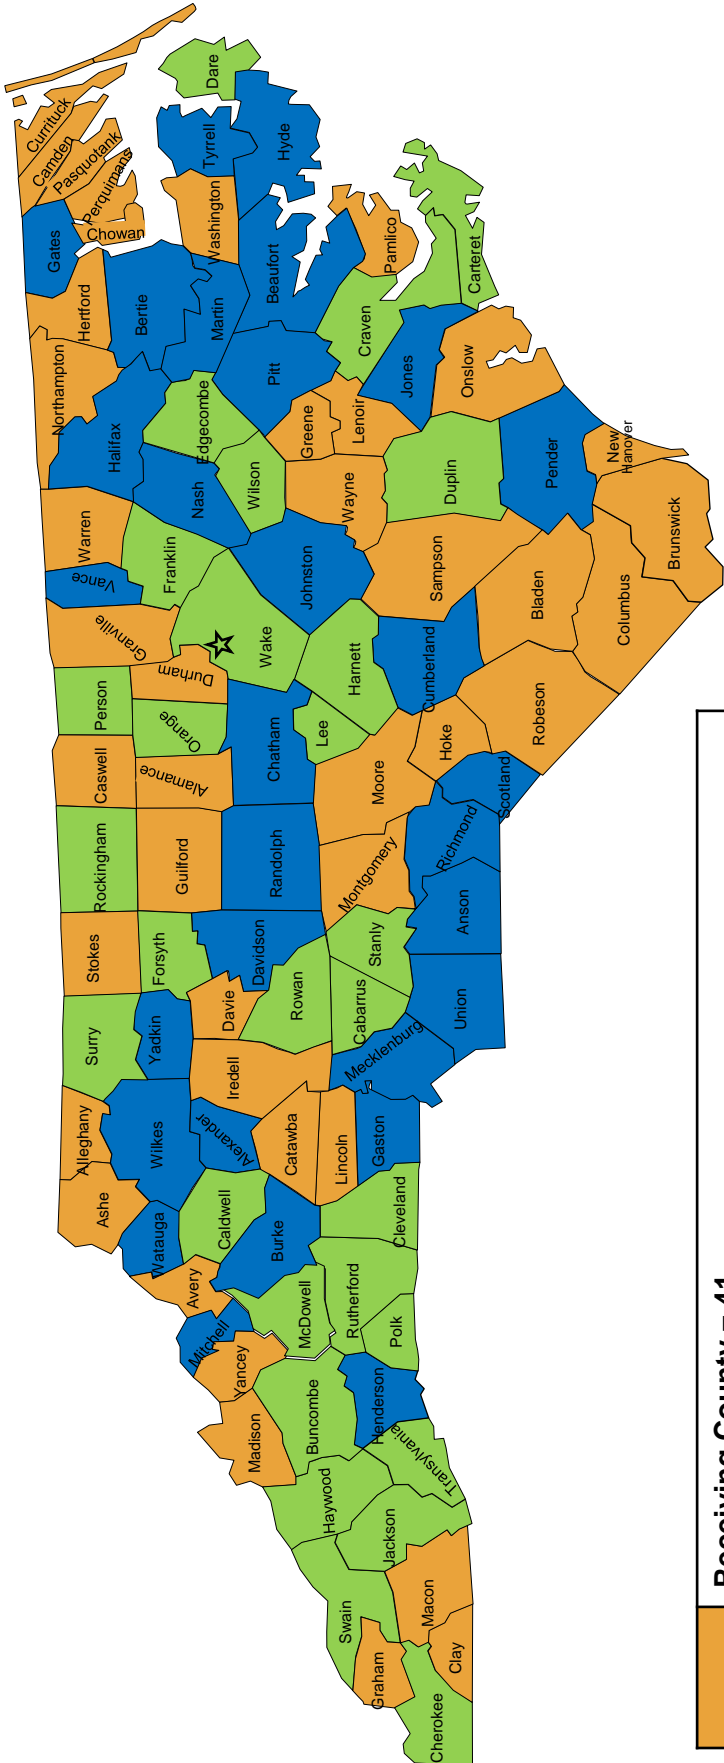 Cherokee
Graham
Clay
Swain
Macon
Jackson
Haywood
Transylvania
Madison
Buncombe
Henderson
Yancey
Mitchell
McDowell
Rutherford
Polk
Avery
Watauga
Ashe
Alleghany
Caldwell
Burke
Cleveland
Wilkes
Alexander
Catawba
Lincoln
Gaston
Surry
Yadkin
Iredell
Mecklenburg
Stokes
Forsyth
Davie
Davidson
Rowan
Cabarrus
Stanly
Union
Anson
Rockingham
Guilford
Randolph
Montgomery
Richmond
Caswell
Alamance
Chatham
Moore
Scotland
Hoke
Person
Orange
Durham
Lee
Granville
Wake
Harnett
Cumberland
Robeson
Vance
Warren
Franklin
Johnston
Sampson
Bladen
Columbus
Brunswick
New
Hanover
Northampton
Halifax
Nash
Edgecombe
Wilson
Wayne
Duplin
Pender
Greene
Lenoir
Jones
Onslow
Hertford
Bertie
Martin
Pitt
Beaufort
Craven
Pamlico
Carteret
Gates
Chowan
Perquimans
Pasquotank
Camden
Currituck
Washington
Tyrrell
Hyde
Dare